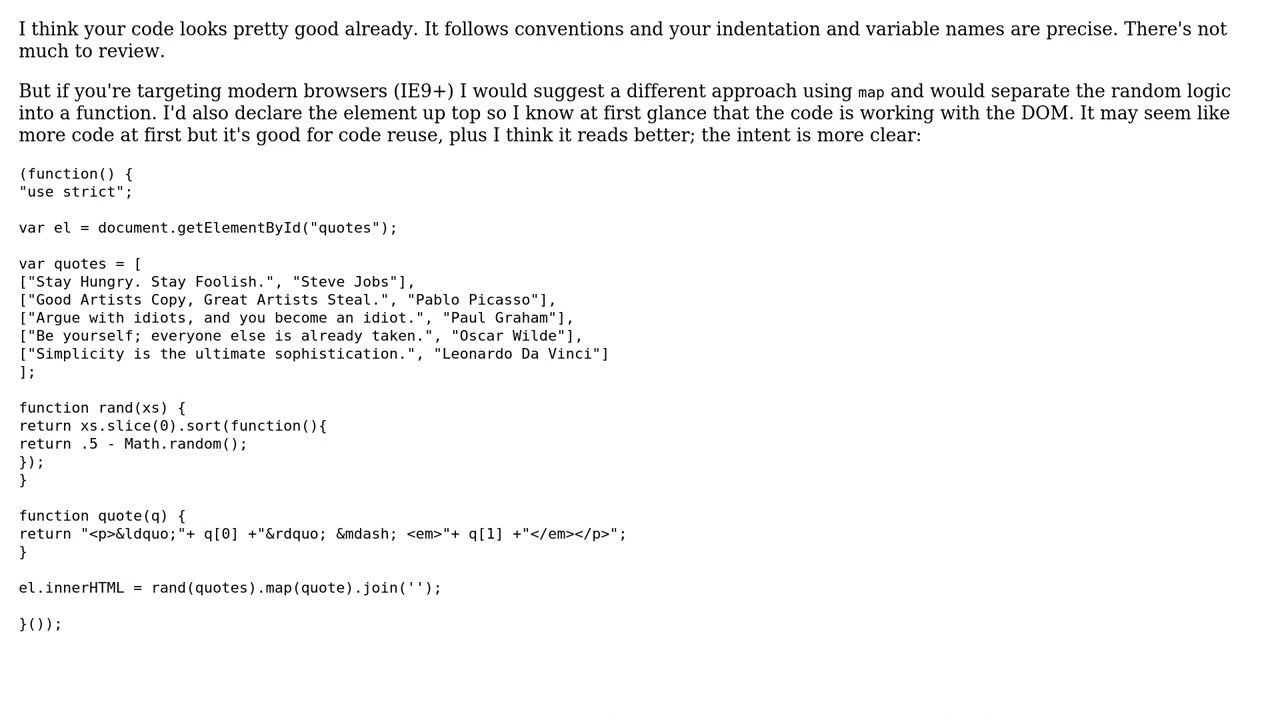 I think your code looks pretty good already. It follows conventions and your indentation and variable names are precise. There's not
much to review.
But if you're targeting modern browsers (IE9+) I would suggest a different approach using map and would separate the random logic
into a function. I'd also declare the element up top so I know at first glance that the code is working with the DOM. It may seem like
more code at first but it's good for code reuse, plus I think it reads better; the intent is more clear:
(function() {
"use strict";
var el = document.getElementById("quotes");
var quotes = [
["Stay Hungry. Stay Foolish.", "Steve Jobs"],
["Good Artists Copy, Great Artists Steal.", "Pablo Picasso"],
["Argue with idiots, and you become an idiot.", "Paul Graham"],
["Be yourself; everyone else is already taken.", "Oscar Wilde"],
["Simplicity is the ultimate sophistication.", "Leonardo Da Vinci"]
];
function rand(xs) {
return xs.slice(0).sort(function(){
return .5 - Math.random();
});
}
function quote(q) {
return "<p>&ldquo;"+ q[0] +"&rdquo; &mdash; <em>"+ q[1] +"</em></p>";
}
el.innerHTML = rand(quotes).map(quote).join('');
}());